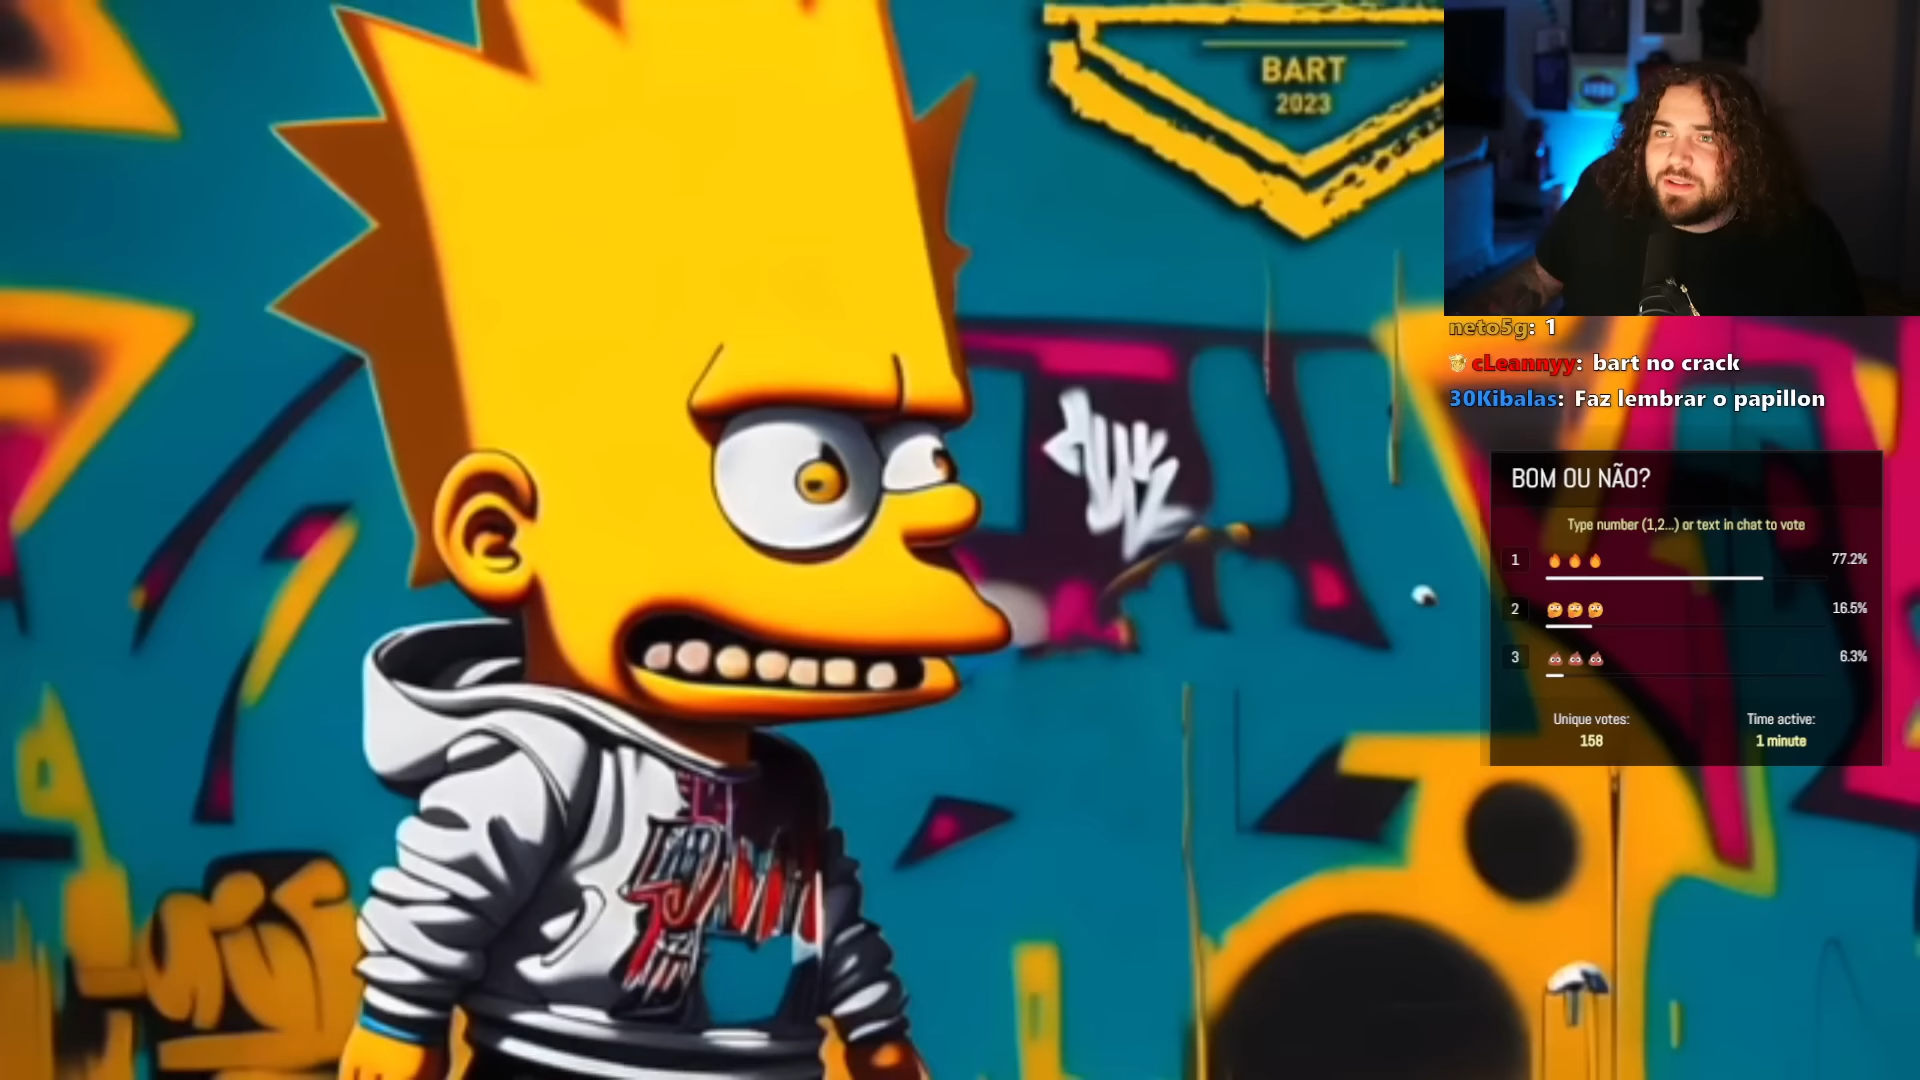 BART
2023
neto5g: 1
cLeannyy: bart no crack
30Kibalas: Faz lembrar o papillon
BOM OU NÃO?
Type number (1,2...) or text in chat to vote
1 🔥🔥🔥 77.2%
2 🫣🫣🫣 16.5%
3 💩💩💩 6.3%
Unique votes: Time active:
158 1 minute